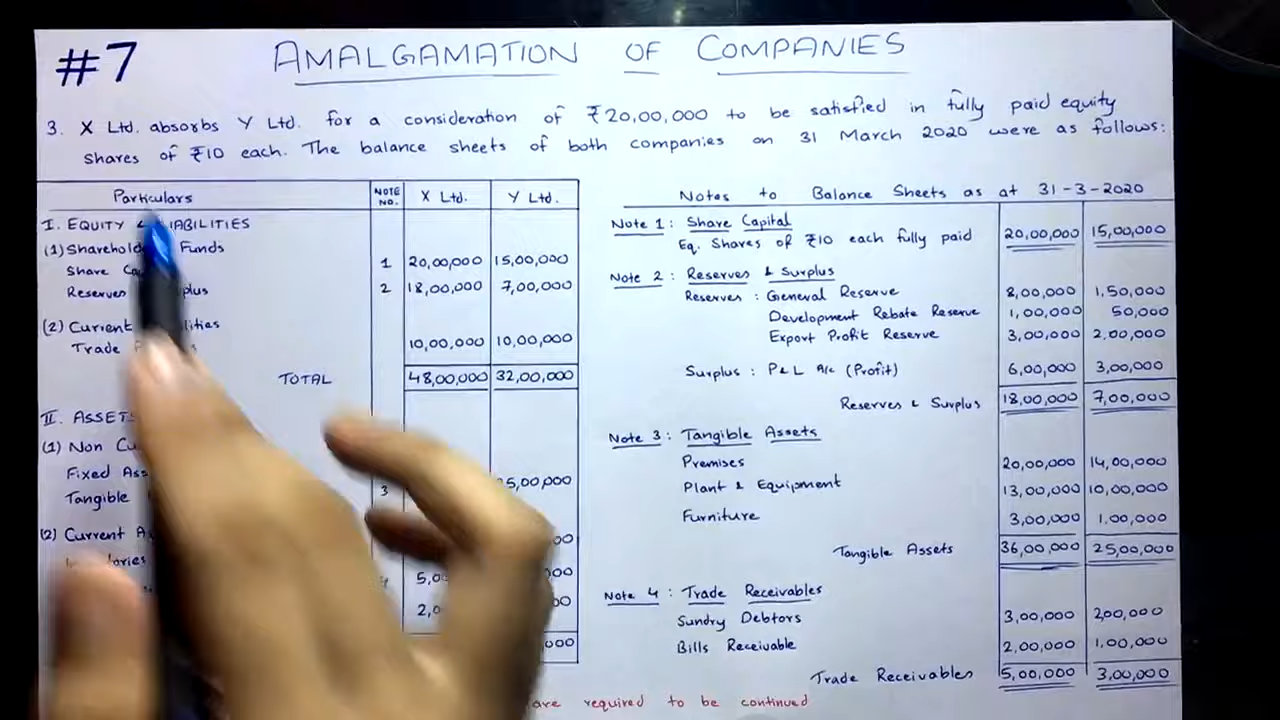 #7
AMALGAMATION OF COMPANIES
3. X Ltd. absorbs Y Ltd. for a consideration of ₹20,00,000 to be satisfied in fully paid equity
shares of ₹10 each. The balance sheets of both companies on 31 March 2020 were as follows:
Particulars NOTE NO. X Ltd. Y Ltd.
I. EQUITY & LIABILITIES
(1) Funds
Share
1 20,00,000 15,00,000
Reserves 2 18,00,000 7,00,000
(2) Current
Trade 10,00,000 10,00,000
TOTAL 48,00,000 32,00,000
II. ASSETS
(1) Non
Fixed
Tangible 3
(2) Current
Notes to Balance Sheets as at 31-3-2020
Note 1: Share Capital
Eq. Shares of ₹10 each fully paid 20,00,000 15,00,000
Note 2: Reserves & Surplus
Reserves: General Reserve 8,00,000 1,50,000
Development Rebate Reserve 1,00,000 50,000
Export Profit Reserve 3,00,000 2,00,000
Surplus: P&L A/c (Profit) 6,00,000 3,00,000
Reserves & Surplus 18,00,000 7,00,000
Note 3: Tangible Assets
Premises 20,00,000 14,00,000
Plant & Equipment 13,00,000 10,00,000
Furniture 3,00,000 1,00,000
Tangible Assets 36,00,000 25,00,000
Note 4: Trade Receivables
Sundry Debtors 3,00,000 2,00,000
Bills Receivable 2,00,000 1,00,000
Trade Receivables 5,00,000 3,00,000
are required to be continued